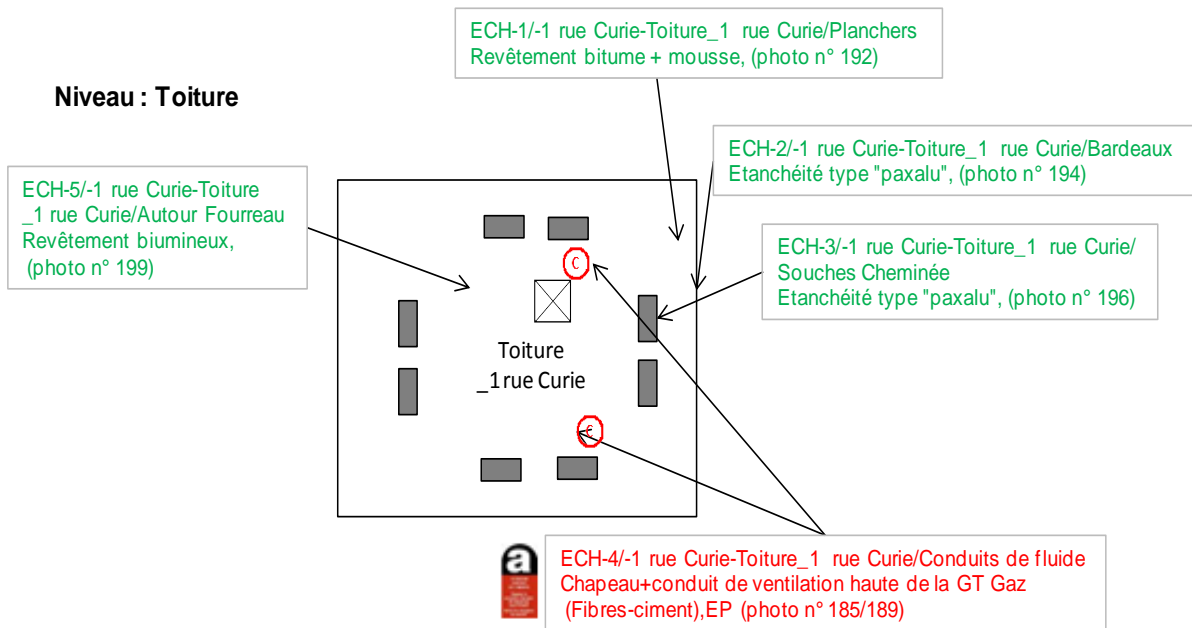 ECH-1/-1 rue Curie-Toiture_1 rue Curie/Planchers
Revêtement bitume + mousse, (photo n° 192)
Niveau : Toiture
ECH-2/-1 rue Curie-Toiture_1 rue Curie/Bardeaux
Etanchéité type "paxalu", (photo n° 194)
ECH-5/-1 rue Curie-Toiture
_1 rue Curie/Autour Fourreau
Revêtement biumineux,
(photo n° 199)
ECH-3/-1 rue Curie-Toiture_1 rue Curie/
Souches Cheminée
Etanchéité type "paxalu", (photo n° 196)
C
Toiture
_1 rue Curie
C
a
ECH-4/-1 rue Curie-Toiture_1 rue Curie/Conduits de fluide
Chapeau+conduit de ventilation haute de la GT Gaz
(Fibres-ciment),EP (photo n° 185/189)